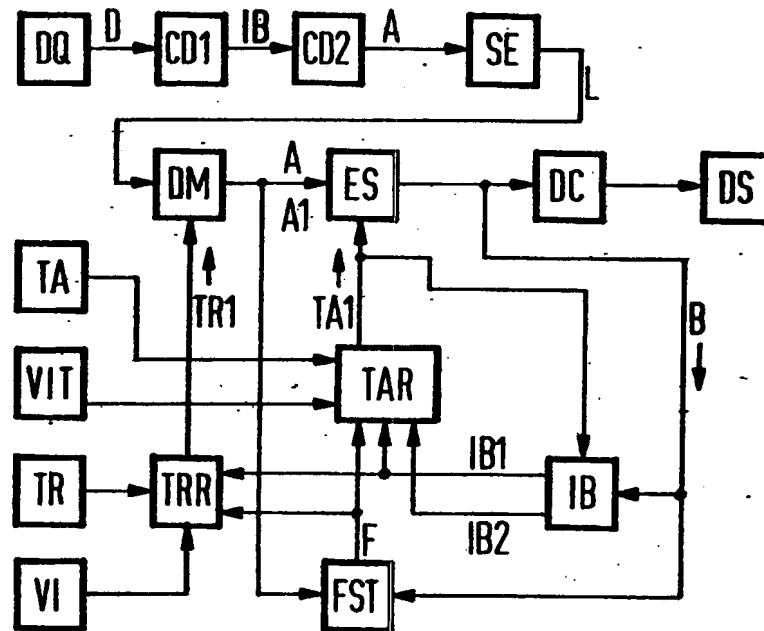 D IB A
DQ CD1 CD2 SE
L
A
DM ES DC DS
A1
TA TR1 TA1
B
VIT TAR
IB1
TR TRR IB
IB2
F
VI FST